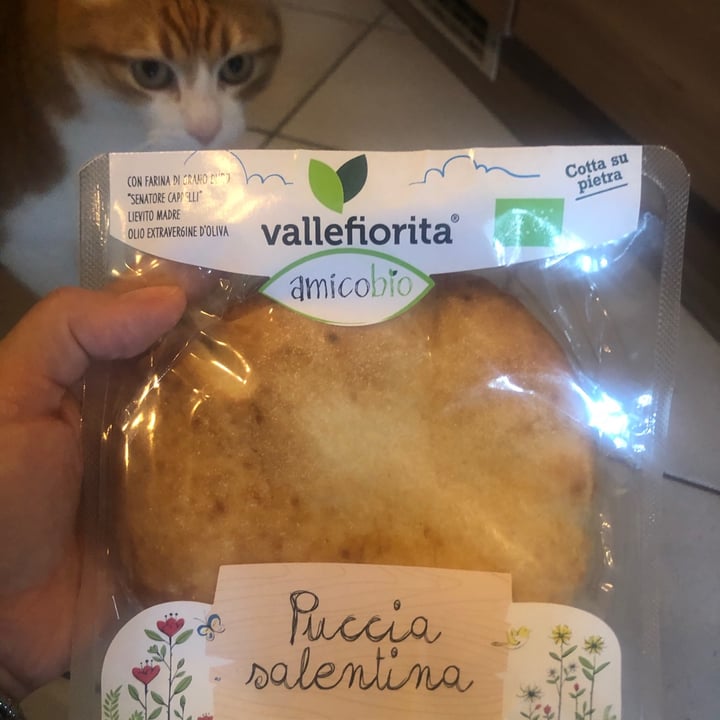 CON FARINA DI GRANO DURO
"SENATORE CAPPELLI"
LIEVITO MADRE
OLIO EXTRAVERGINE D'OLIVA
vallefiorita®
amicobio
Cotta su
pietra
Puccia
salentina